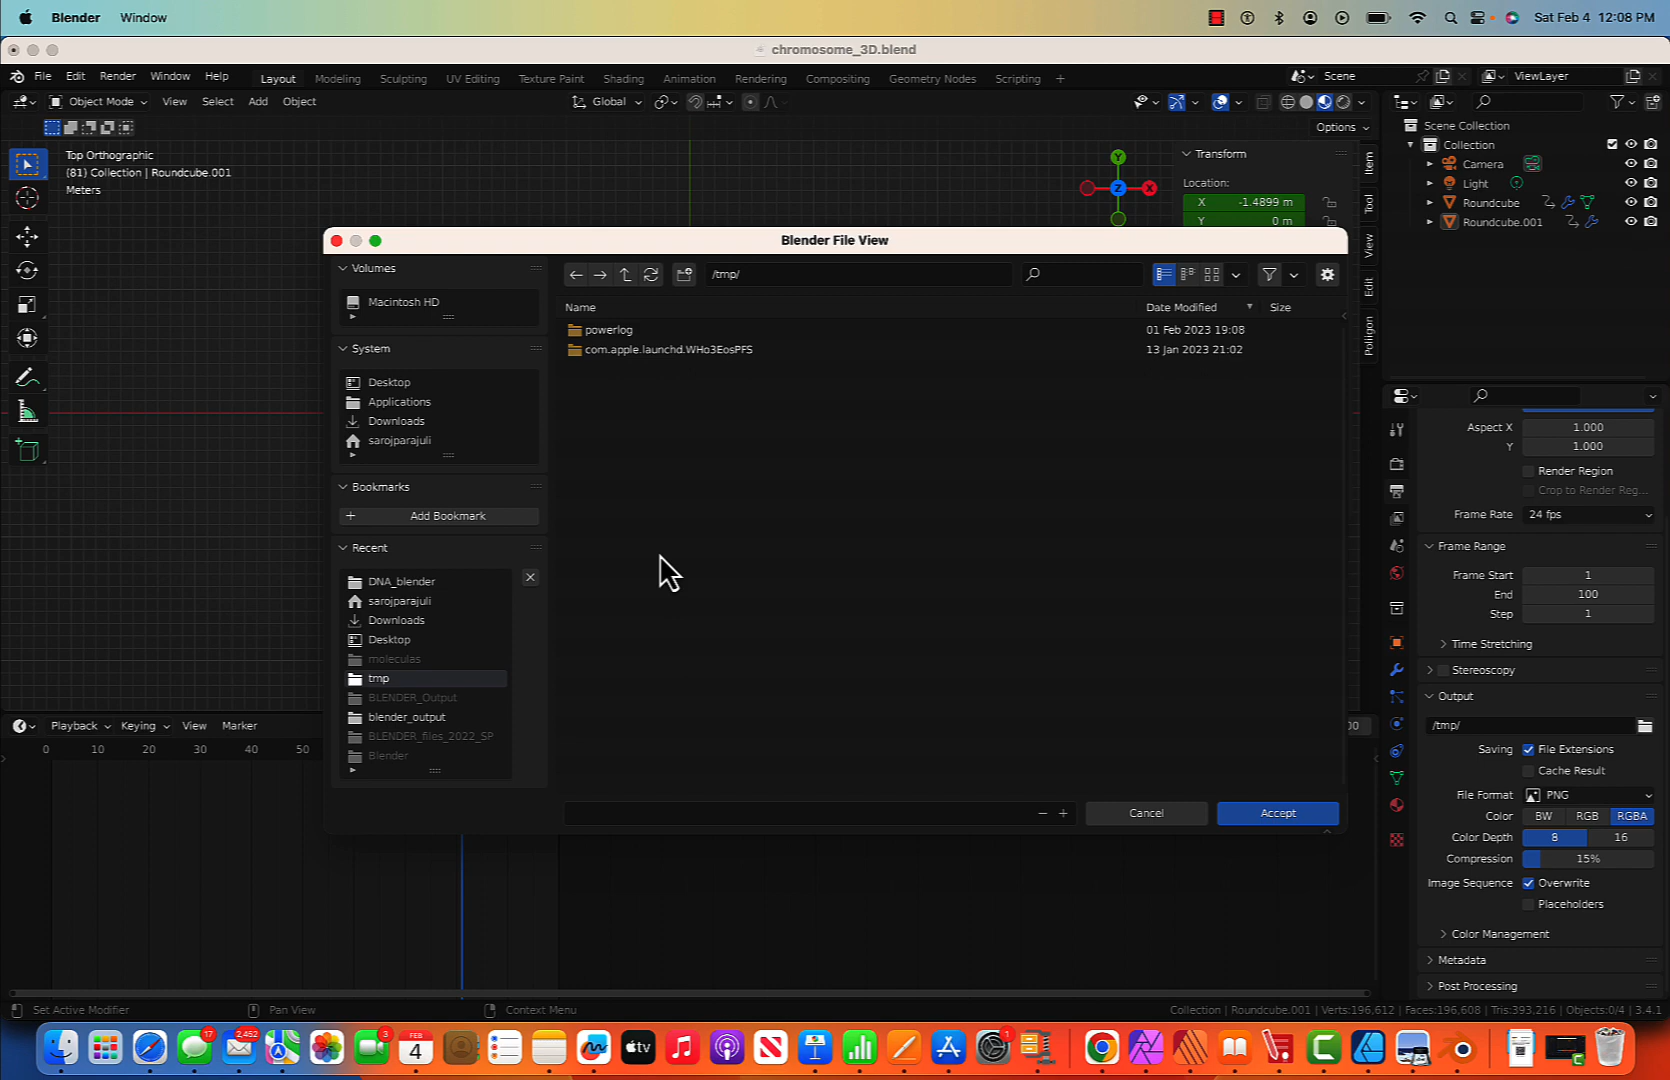 Blender Window Sat Feb 4 12:08 PM
chromosome_3D.blend
File Edit Render Window Help Layout Modeling Sculpting UV Editing Texture Paint Shading Animation Rendering Compositing Geometry Nodes Scripting + Scene ViewLayer
Object Mode View Select Add Object Global
Options
Top Orthographic
(81) Collection | Roundcube.001
Meters
Y
Z
X
Transform
Location:
X -1.4899 m
Y 0 m
Item
Tool
View
Edit
Poliigon
Scene Collection
Collection
Camera
Light
Roundcube
Roundcube.001
Blender File View
Volumes
Macintosh HD
System
Desktop
Applications
Downloads
sarojparajuli
Bookmarks
+ Add Bookmark
Recent
DNA_blender
sarojparajuli
Downloads
Desktop
moleculas
tmp
BLENDER_Output
blender_output
BLENDER_files_2022_SP
Blender
/tmp/
Name Date Modified Size
powerlog 01 Feb 2023 19:08
com.apple.launchd.WHo3EosPFS 13 Jan 2023 21:02
Cancel Accept
Aspect X 1.000
Y 1.000
Render Region
Crop to Render Reg...
Frame Rate 24 fps
Frame Range
Frame Start 1
End 100
Step 1
Time Stretching
Stereoscopy
Output
/tmp/
Saving File Extensions
Cache Result
File Format PNG
Color BW RGB RGBA
Color Depth 8 16
Compression 15%
Image Sequence Overwrite
Placeholders
Color Management
Metadata
Post Processing
Playback Keying View Marker
0 10 20 30 40 50
00
Set Active Modifier Pan View Context Menu Collection | Roundcube.001 | Verts:196,612 | Faces:196,608 | Tris:393,216 | Objects:0/4 | 3.4.1
17 2,452 3 FEB 4 tv 1